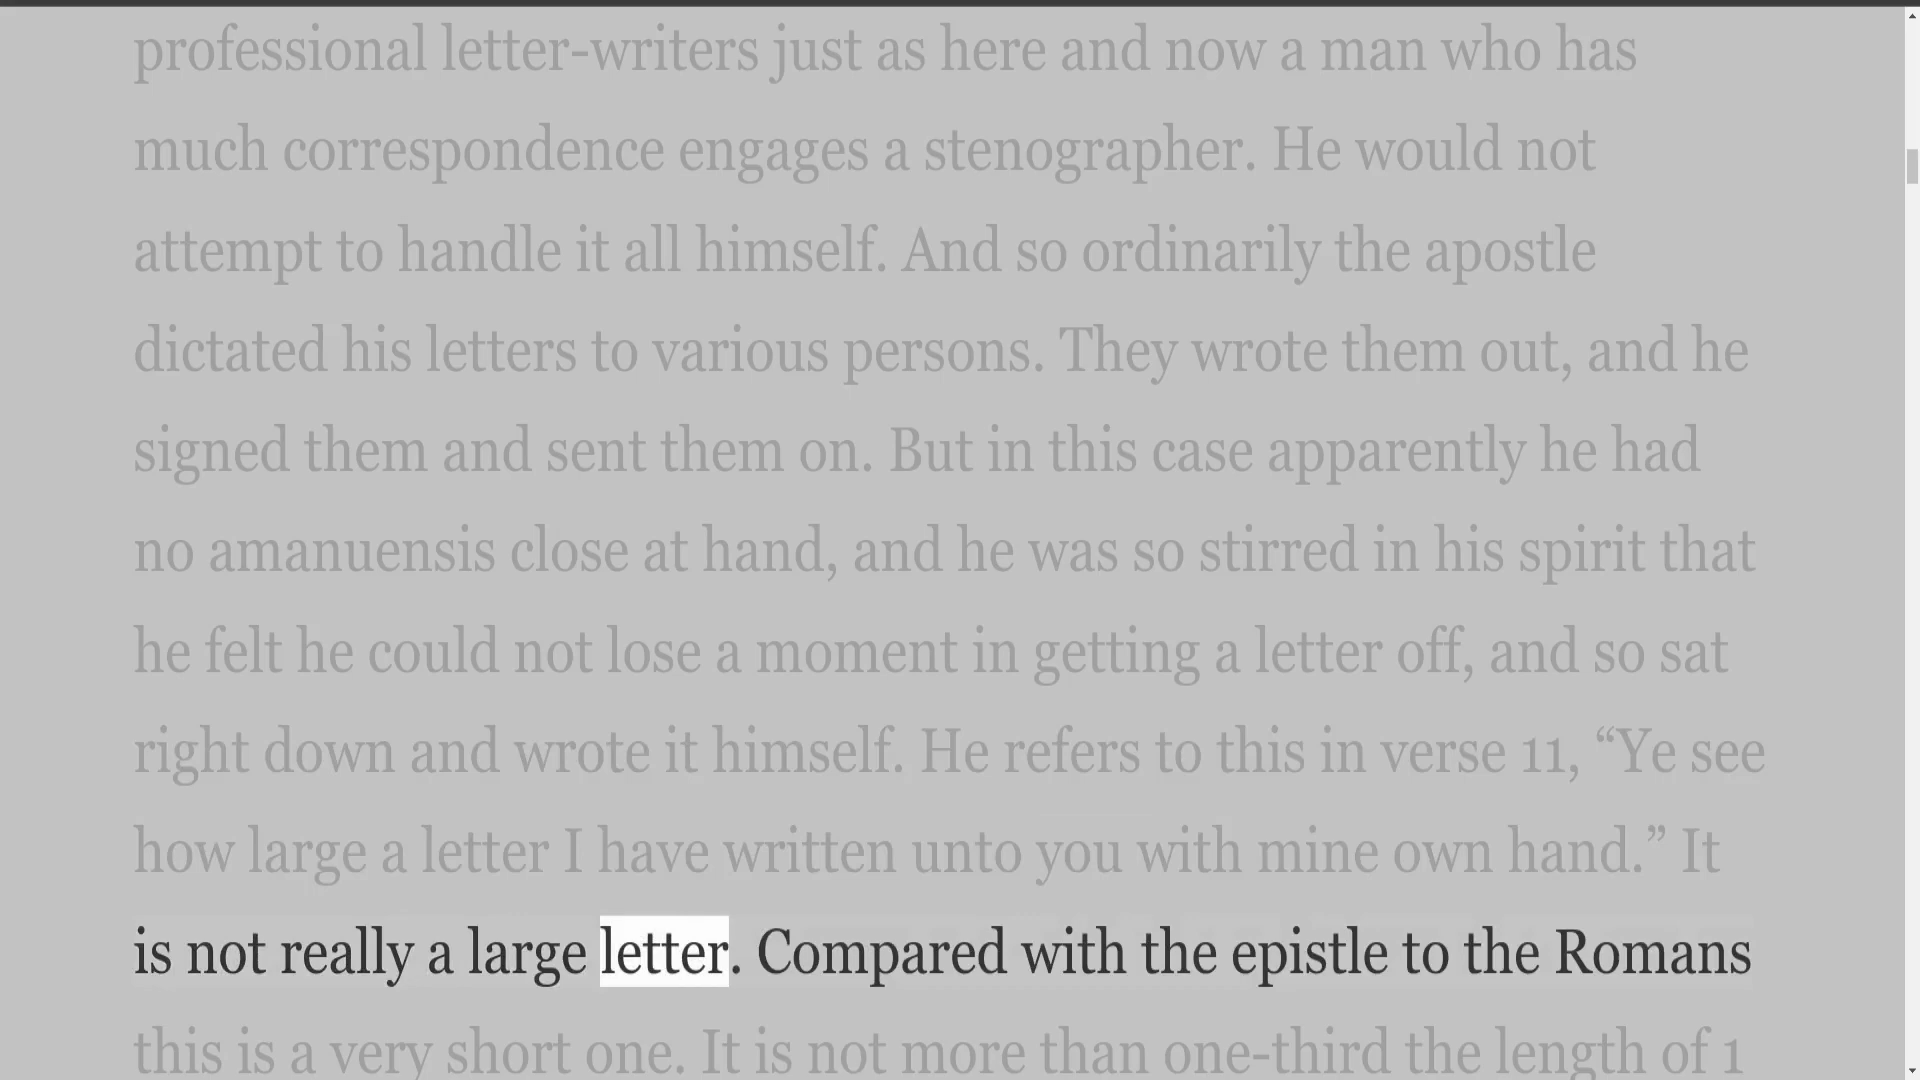 professional letter-writers just as here and now a man who has
much correspondence engages a stenographer. He would not
attempt to handle it all himself. And so ordinarily the apostle
dictated his letters to various persons. They wrote them out, and he
signed them and sent them on. But in this case apparently he had
no amanuensis close at hand, and he was so stirred in his spirit that
he felt he could not lose a moment in getting a letter off, and so sat
right down and wrote it himself. He refers to this in verse 11, “Ye see
how large a letter I have written unto you with mine own hand.” It
is not really a large letter. Compared with the epistle to the Romans
this is a very short one. It is not more than one-third the length of 1